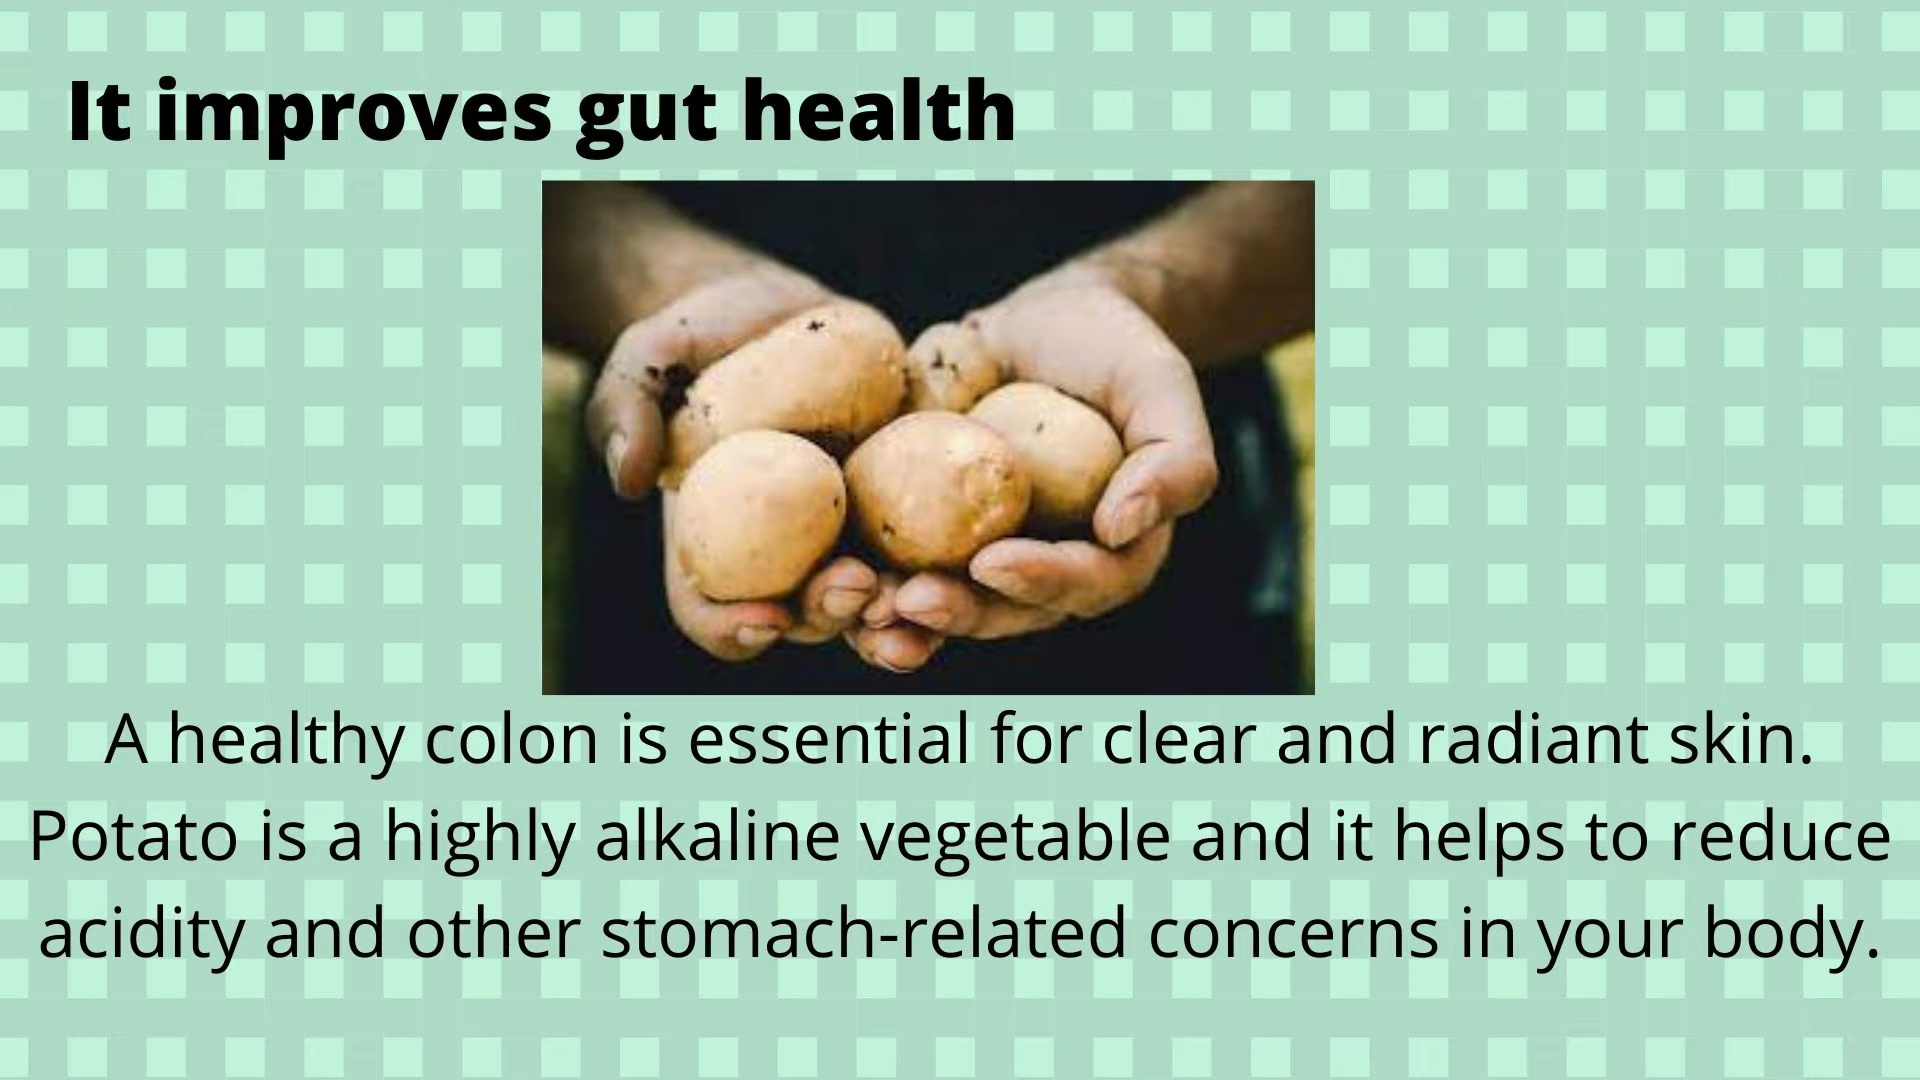 It improves gut health
A healthy colon is essential for clear and radiant skin.
Potato is a highly alkaline vegetable and it helps to reduce
acidity and other stomach-related concerns in your body.